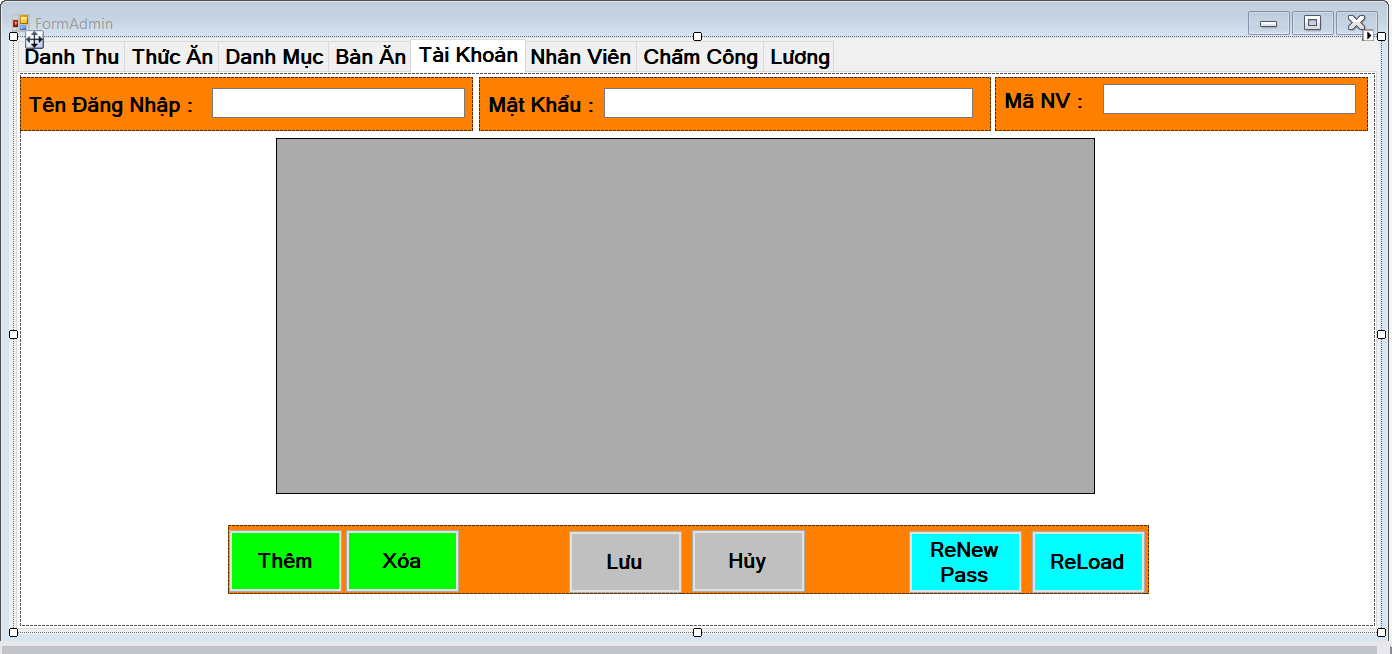 FormAdmin
Danh Thu Thức Ăn Danh Mục Bàn Ăn Tài Khoản Nhân Viên Chấm Công Lương
Tên Đăng Nhập : Mật Khẩu : Mã NV :
Thêm Xóa Lưu Hủy ReNew Pass ReLoad